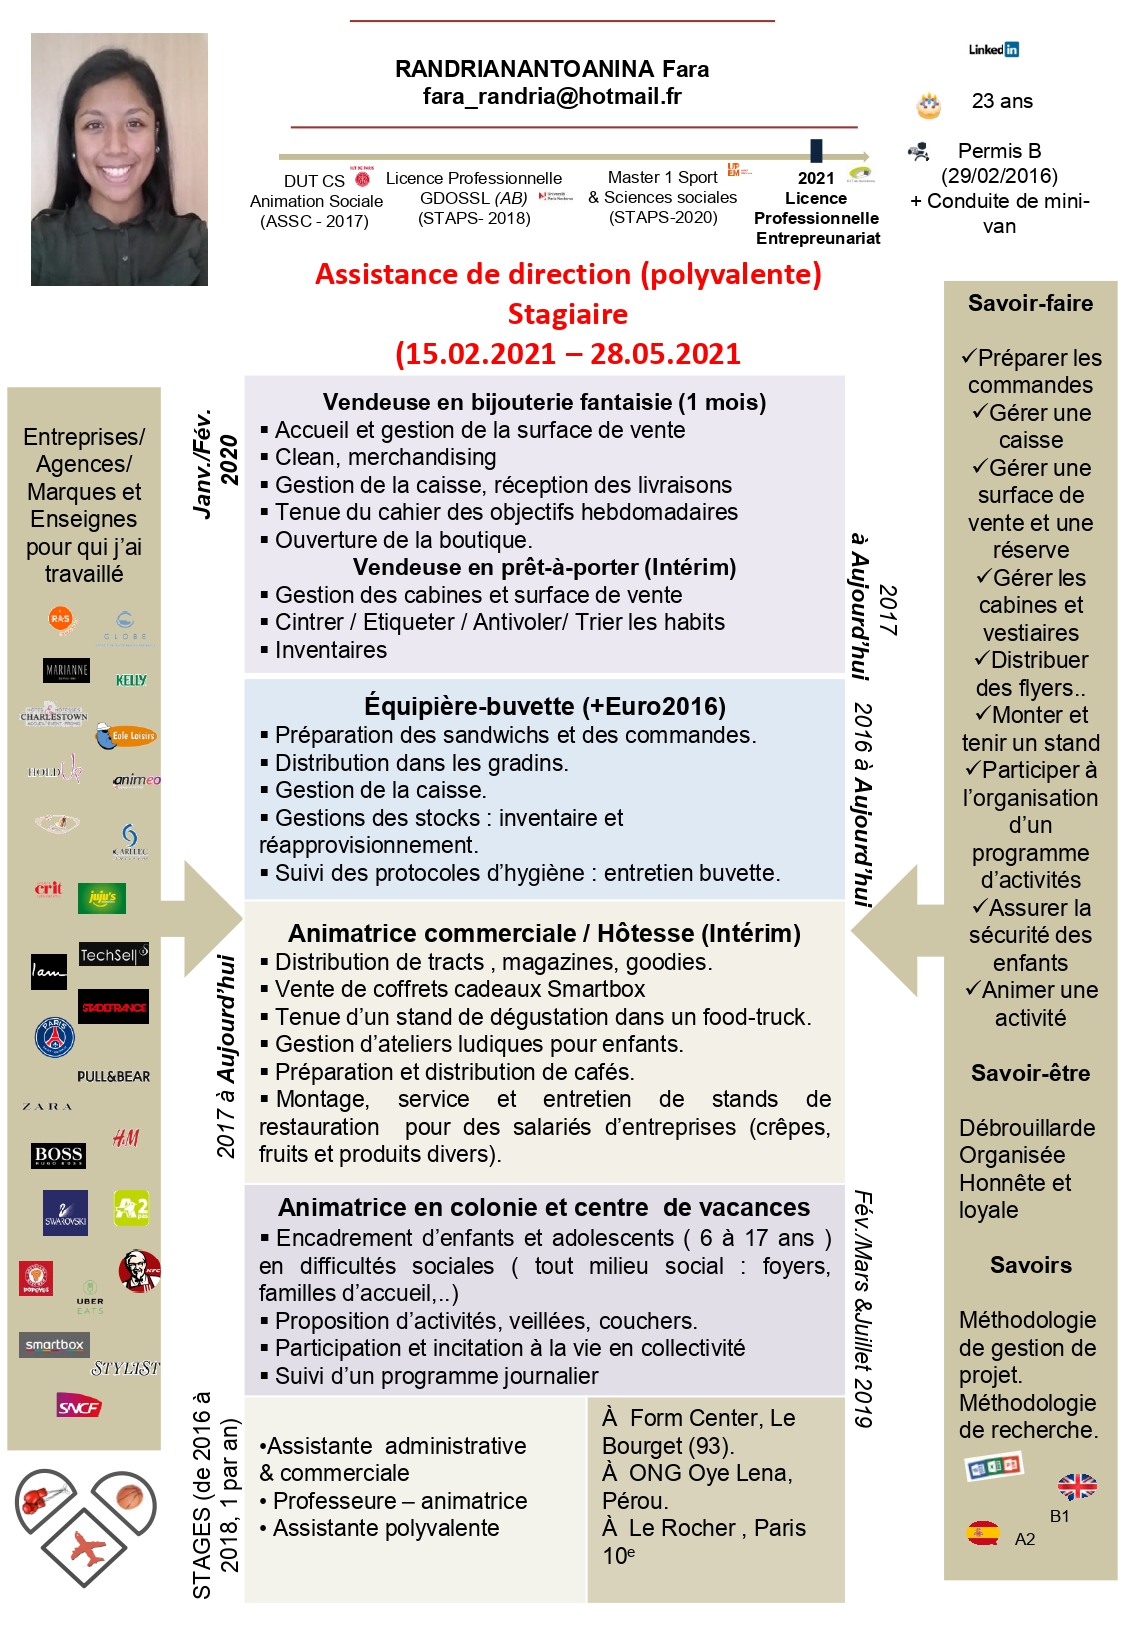 RANDRIANANTOANINA Fara
fara_randria@hotmail.fr
Linked in
23 ans
Permis B
(29/02/2016)
+ Conduite de mini-
van
DUT CS
Animation Sociale
(ASSC - 2017)
Licence Professionnelle
GDOSSL (AB)
(STAPS- 2018)
Master 1 Sport
& Sciences sociales
(STAPS-2020)
UPEM
2021
Licence
Professionnelle
Entrepreunariat
Assistance de direction (polyvalente)
Stagiaire
(15.02.2021 – 28.05.2021
Entreprises/
Agences/
Marques et
Enseignes
pour qui j'ai
travaillé
RAS
GLOBE
MARIANNE
KELLY
CHARLESTOWN
Eole Loisirs
HOLD Up
animeo
CARILEC
crit
juju's
TechSell
I am
STADEFRANCE
PARIS
PULL&BEAR
ZARA
H&M
BOSS
HUGO BOSS
SWAROVSKI
A2
pas
POPEYES
KFC
UBER
EATS
smartbox
STYLIST
SNCF
Janv./Fév.
2020
Vendeuse en bijouterie fantaisie (1 mois)
▪ Accueil et gestion de la surface de vente
▪ Clean, merchandising
▪ Gestion de la caisse, réception des livraisons
▪ Tenue du cahier des objectifs hebdomadaires
▪ Ouverture de la boutique.
Vendeuse en prêt-à-porter (Intérim)
▪ Gestion des cabines et surface de vente
▪ Cintrer / Etiqueter / Antivoler/ Trier les habits
▪ Inventaires
2017
à Aujourd'hui
Équipière-buvette (+Euro2016)
▪ Préparation des sandwichs et des commandes.
▪ Distribution dans les gradins.
▪ Gestion de la caisse.
▪ Gestions des stocks : inventaire et
réapprovisionnement.
▪ Suivi des protocoles d'hygiène : entretien buvette.
2016 à Aujourd'hui
Animatrice commerciale / Hôtesse (Intérim)
▪ Distribution de tracts , magazines, goodies.
▪ Vente de coffrets cadeaux Smartbox
▪ Tenue d'un stand de dégustation dans un food-truck.
▪ Gestion d'ateliers ludiques pour enfants.
▪ Préparation et distribution de cafés.
▪ Montage, service et entretien de stands de
restauration pour des salariés d'entreprises (crêpes,
fruits et produits divers).
2017 à Aujourd'hui
Animatrice en colonie et centre de vacances
▪ Encadrement d'enfants et adolescents ( 6 à 17 ans )
en difficultés sociales ( tout milieu social : foyers,
familles d'accueil,..)
▪ Proposition d'activités, veillées, couchers.
▪ Participation et incitation à la vie en collectivité
▪ Suivi d'un programme journalier
Fév./Mars &Juillet 2019
STAGES (de 2016 à
2018, 1 par an)
•Assistante administrative
& commerciale
• Professeure – animatrice
• Assistante polyvalente
À Form Center, Le
Bourget (93).
À ONG Oye Lena,
Pérou.
À Le Rocher , Paris
10e
Savoir-faire
✓Préparer les
commandes
✓Gérer une
caisse
✓Gérer une
surface de
vente et une
réserve
✓Gérer les
cabines et
vestiaires
✓Distribuer
des flyers..
✓Monter et
tenir un stand
✓Participer à
l'organisation
d'un
programme
d'activités
✓Assurer la
sécurité des
enfants
✓Animer une
activité
Savoir-être
Débrouillarde
Organisée
Honnête et
loyale
Savoirs
Méthodologie
de gestion de
projet.
Méthodologie
de recherche.
B1
A2